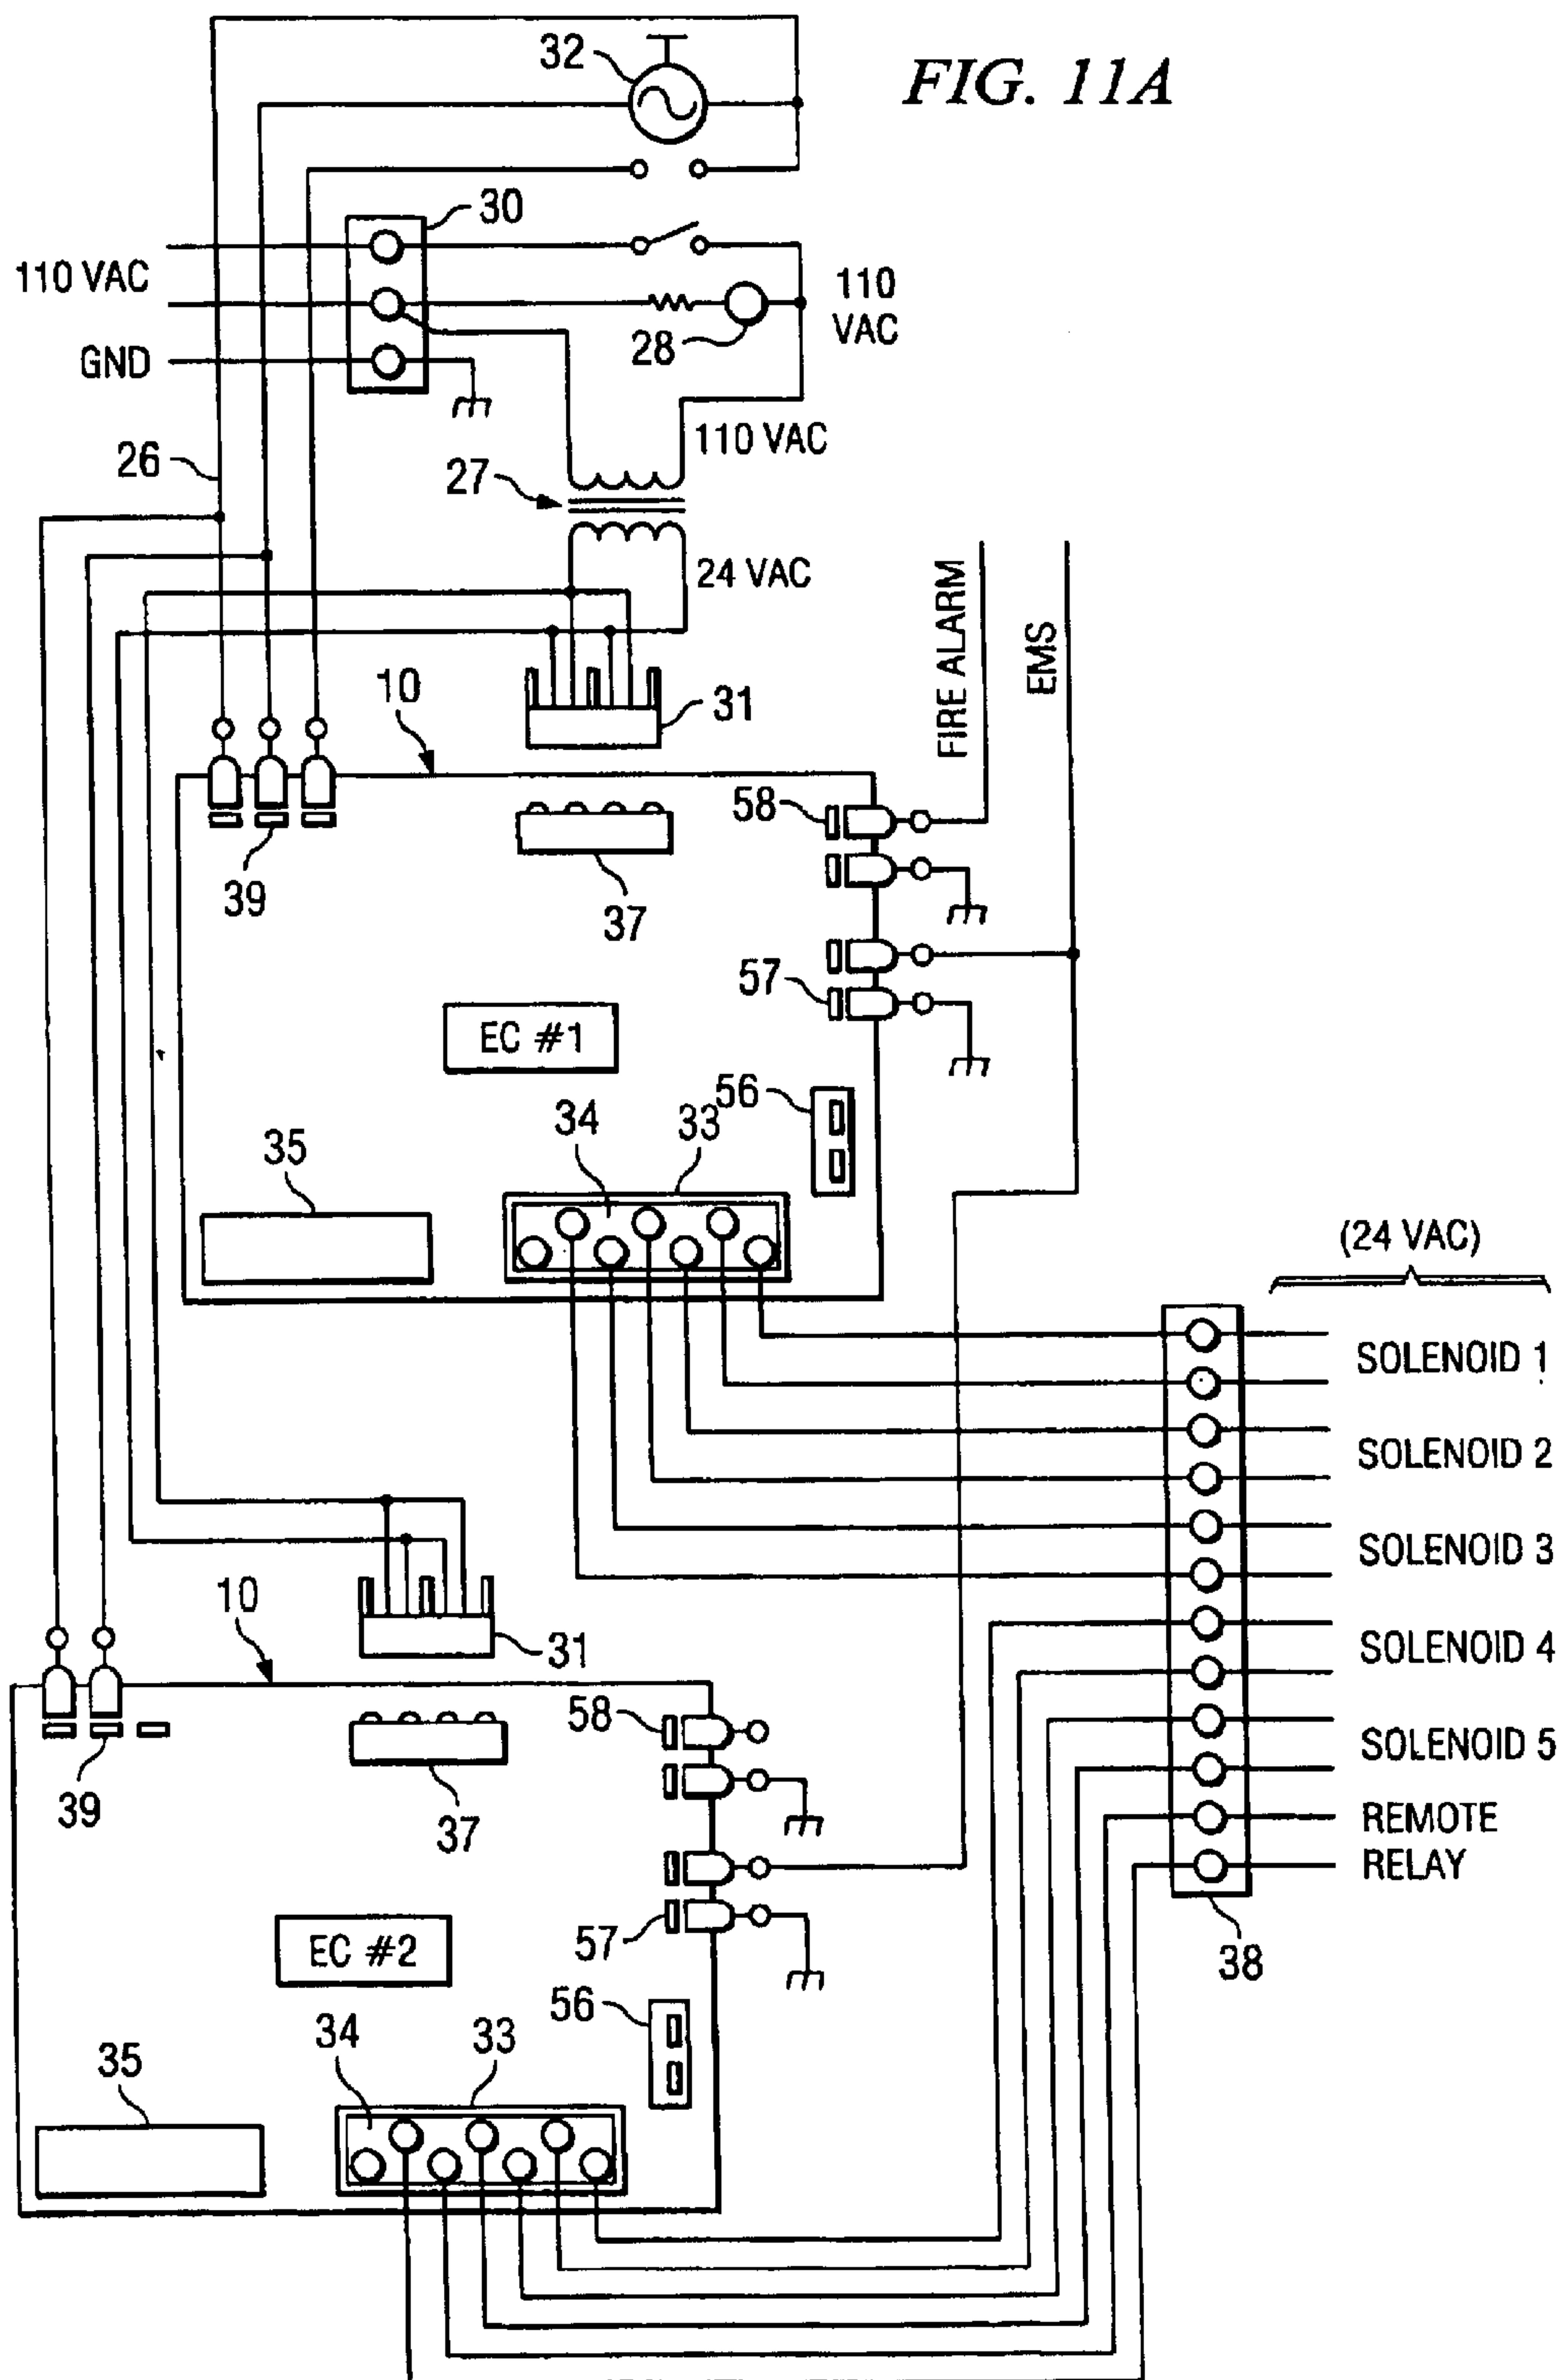 FIG. 11A
32
30
110 VAC
110
VAC
28
GND
26
110 VAC
27
24 VAC
FIRE ALARM
EMS
10
31
58
39
37
57
EC #1
56
34
33
35
(24 VAC)
SOLENOID 1
SOLENOID 2
SOLENOID 3
SOLENOID 4
SOLENOID 5
REMOTE
RELAY
38
10
31
58
39
37
57
EC #2
56
34
33
35